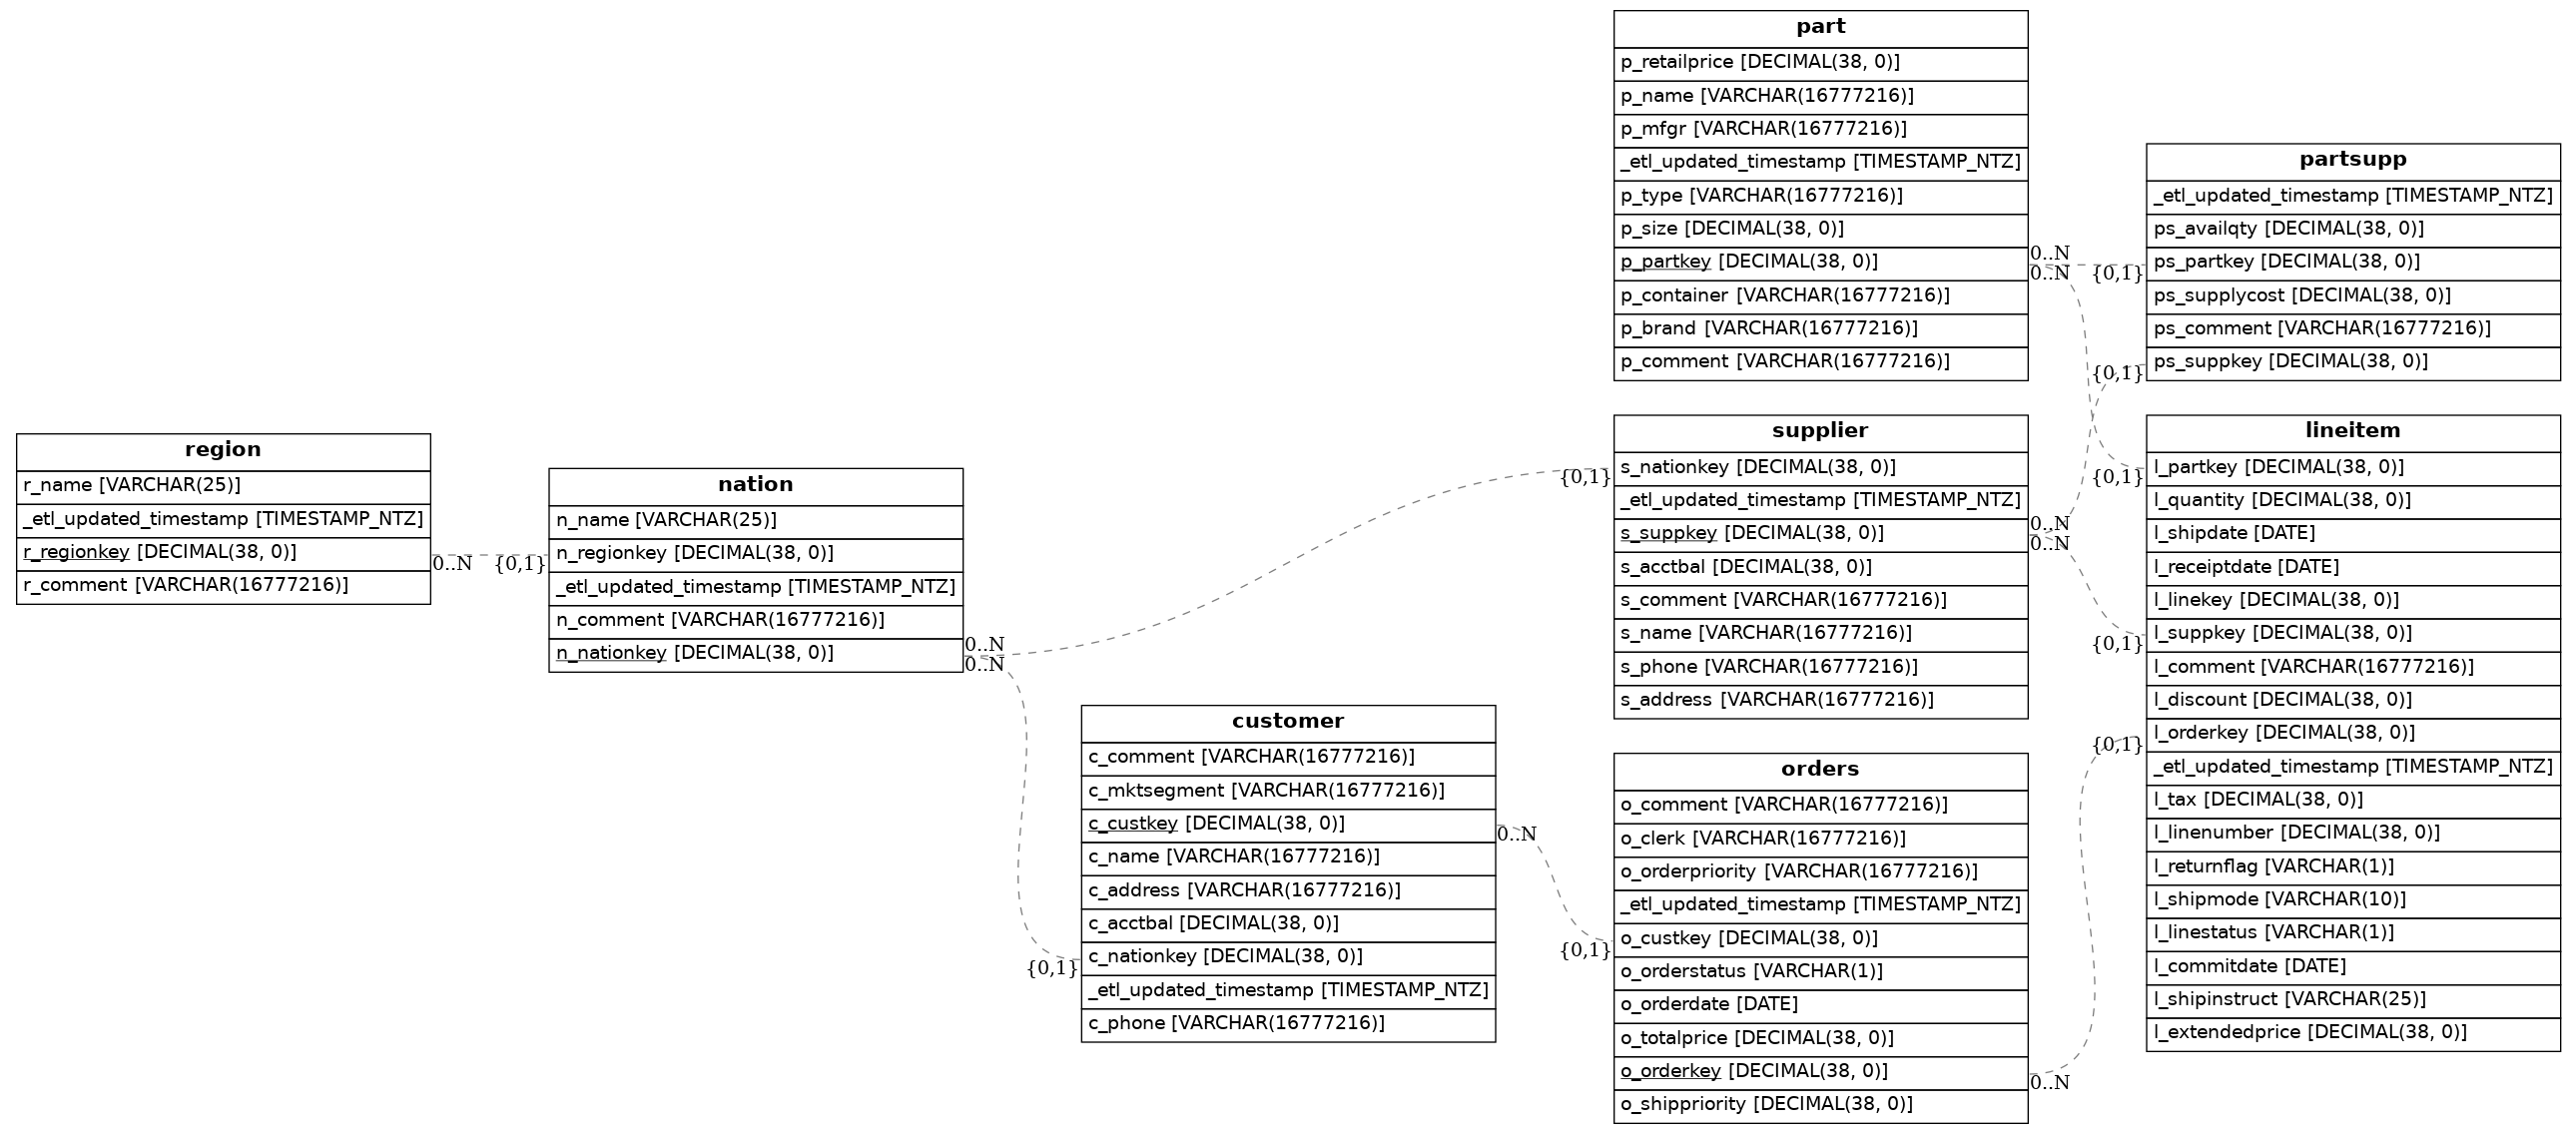 part
p_retailprice [DECIMAL(38, 0)]
p_name [VARCHAR(16777216)]
p_mfgr [VARCHAR(16777216)]
_etl_updated_timestamp [TIMESTAMP_NTZ]
p_type [VARCHAR(16777216)]
p_size [DECIMAL(38, 0)]
p_partkey [DECIMAL(38, 0)]
p_container [VARCHAR(16777216)]
p_brand [VARCHAR(16777216)]
p_comment [VARCHAR(16777216)]
0..N
0..N
{0,1}
partsupp
_etl_updated_timestamp [TIMESTAMP_NTZ]
ps_availqty [DECIMAL(38, 0)]
ps_partkey [DECIMAL(38, 0)]
ps_supplycost [DECIMAL(38, 0)]
ps_comment [VARCHAR(16777216)]
ps_suppkey [DECIMAL(38, 0)]
{0,1}
region
r_name [VARCHAR(25)]
_etl_updated_timestamp [TIMESTAMP_NTZ]
r_regionkey [DECIMAL(38, 0)]
r_comment [VARCHAR(16777216)]
0..N
{0,1}
nation
n_name [VARCHAR(25)]
n_regionkey [DECIMAL(38, 0)]
_etl_updated_timestamp [TIMESTAMP_NTZ]
n_comment [VARCHAR(16777216)]
n_nationkey [DECIMAL(38, 0)]
0..N
0..N
{0,1}
supplier
s_nationkey [DECIMAL(38, 0)]
_etl_updated_timestamp [TIMESTAMP_NTZ]
s_suppkey [DECIMAL(38, 0)]
s_acctbal [DECIMAL(38, 0)]
s_comment [VARCHAR(16777216)]
s_name [VARCHAR(16777216)]
s_phone [VARCHAR(16777216)]
s_address [VARCHAR(16777216)]
0..N
0..N
{0,1}
{0,1}
{0,1}
lineitem
l_partkey [DECIMAL(38, 0)]
l_quantity [DECIMAL(38, 0)]
l_shipdate [DATE]
l_receiptdate [DATE]
l_linekey [DECIMAL(38, 0)]
l_suppkey [DECIMAL(38, 0)]
l_comment [VARCHAR(16777216)]
l_discount [DECIMAL(38, 0)]
l_orderkey [DECIMAL(38, 0)]
_etl_updated_timestamp [TIMESTAMP_NTZ]
l_tax [DECIMAL(38, 0)]
l_linenumber [DECIMAL(38, 0)]
l_returnflag [VARCHAR(1)]
l_shipmode [VARCHAR(10)]
l_linestatus [VARCHAR(1)]
l_commitdate [DATE]
l_shipinstruct [VARCHAR(25)]
l_extendedprice [DECIMAL(38, 0)]
customer
c_comment [VARCHAR(16777216)]
c_mktsegment [VARCHAR(16777216)]
c_custkey [DECIMAL(38, 0)]
c_name [VARCHAR(16777216)]
c_address [VARCHAR(16777216)]
c_acctbal [DECIMAL(38, 0)]
c_nationkey [DECIMAL(38, 0)]
_etl_updated_timestamp [TIMESTAMP_NTZ]
c_phone [VARCHAR(16777216)]
{0,1}
0..N
{0,1}
orders
o_comment [VARCHAR(16777216)]
o_clerk [VARCHAR(16777216)]
o_orderpriority [VARCHAR(16777216)]
_etl_updated_timestamp [TIMESTAMP_NTZ]
o_custkey [DECIMAL(38, 0)]
o_orderstatus [VARCHAR(1)]
o_orderdate [DATE]
o_totalprice [DECIMAL(38, 0)]
o_orderkey [DECIMAL(38, 0)]
o_shippriority [DECIMAL(38, 0)]
0..N